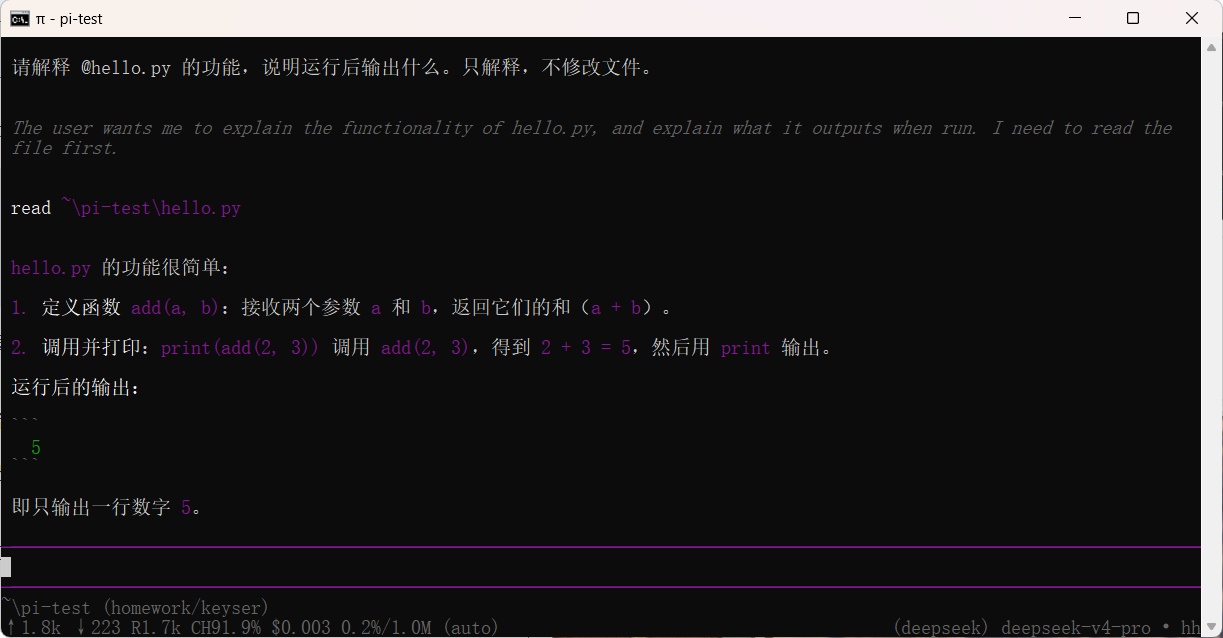 π - pi-test
请解释 @hello.py 的功能，说明运行后输出什么。只解释，不修改文件。
The user wants me to explain the functionality of hello.py, and explain what it outputs when run. I need to read the
file first.
read ~\pi-test\hello.py
hello.py 的功能很简单：
1. 定义函数 add(a, b)：接收两个参数 a 和 b，返回它们的和（a + b）。
2. 调用并打印：print(add(2, 3)) 调用 add(2, 3)，得到 2 + 3 = 5，然后用 print 输出。
运行后的输出：
```
5
```
即只输出一行数字 5。
~\pi-test (homework/keyser)
↑1.8k ↓223 R1.7k CH91.9% $0.003 0.2%/1.0M (auto) (deepseek) deepseek-v4-pro • hh